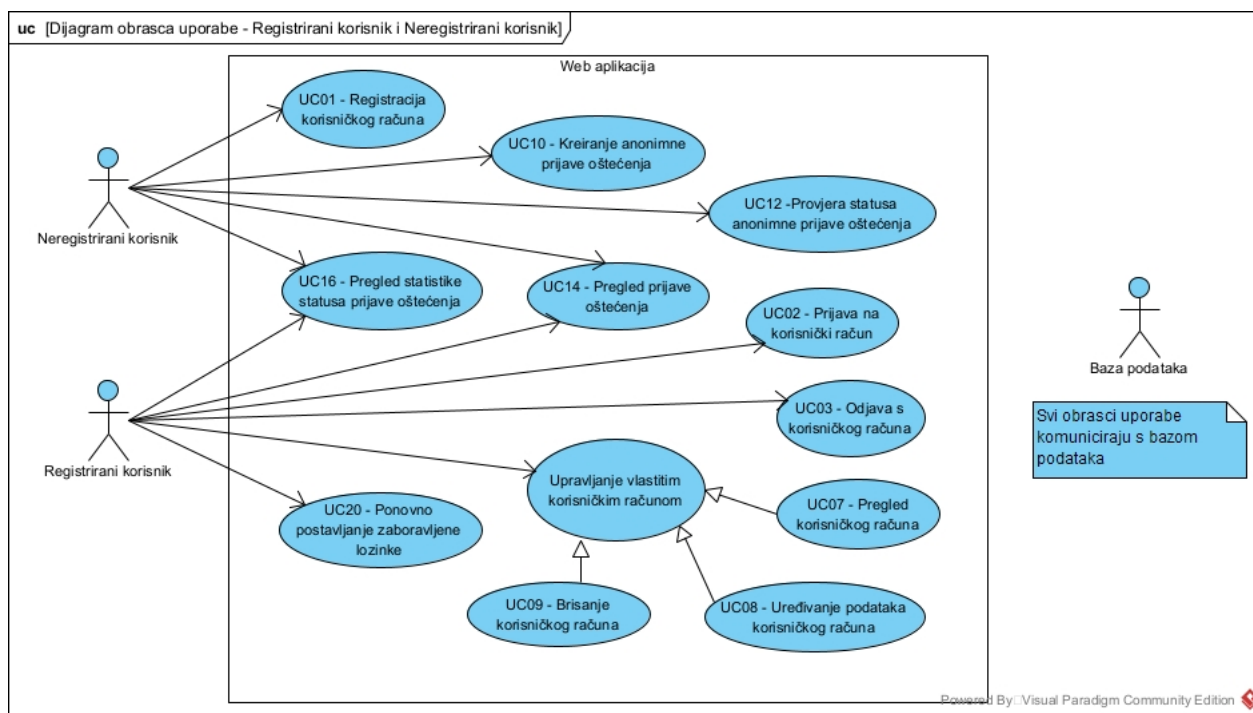 uc [Dijagram obrasca uporabe - Registrirani korisnik i Neregistrirani korisnik]
Web aplikacija
UC01 - Registracija
korisničkog računa
UC10 - Kreiranje anonimne
prijave oštećenja
UC12 -Provjera statusa
anonimne prijave oštećenja
Neregistrirani korisnik
UC16 - Pregled statistike
statusa prijave oštećenja
UC14 - Pregled prijave
oštećenja
UC02 - Prijava na
korisnički račun
Baza podataka
UC03 - Odjava s
korisničkog računa
Svi obrasci uporabe
komuniciraju s bazom
podataka
Registrirani korisnik
Upravljanje vlastitim
korisničkim računom
UC07 - Pregled
korisničkog računa
UC20 - Ponovno
postavljanje zaboravljene
lozinke
UC09 - Brisanje
korisničkog računa
UC08 - Uređivanje podataka
korisničkog računa
Powered By Visual Paradigm Community Edition